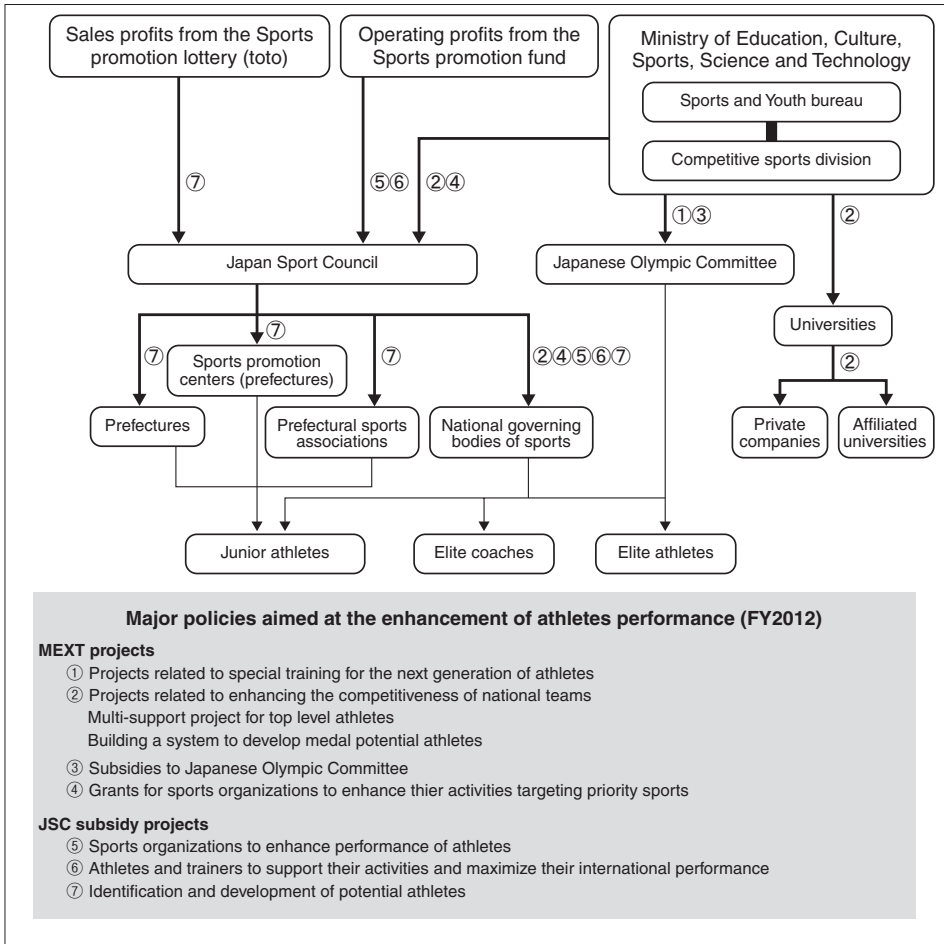 Sales profits from the Sports
promotion lottery (toto)
Operating profits from the
Sports promotion fund
Ministry of Education, Culture,
Sports, Science and Technology
Sports and Youth bureau
Competitive sports division
⑦
⑤⑥
②④
①③
②
Japan Sport Council
Japanese Olympic Committee
Universities
⑦
⑦
⑦
②④⑤⑥⑦
②
Sports promotion
centers (prefectures)
Prefectures
Prefectural sports
associations
National governing
bodies of sports
Private
companies
Affiliated
universities
Junior athletes
Elite coaches
Elite athletes
Major policies aimed at the enhancement of athletes performance (FY2012)
MEXT projects
① Projects related to special training for the next generation of athletes
② Projects related to enhancing the competitiveness of national teams
Multi-support project for top level athletes
Building a system to develop medal potential athletes
③ Subsidies to Japanese Olympic Committee
④ Grants for sports organizations to enhance thier activities targeting priority sports
JSC subsidy projects
⑤ Sports organizations to enhance performance of athletes
⑥ Athletes and trainers to support their activities and maximize their international performance
⑦ Identification and development of potential athletes